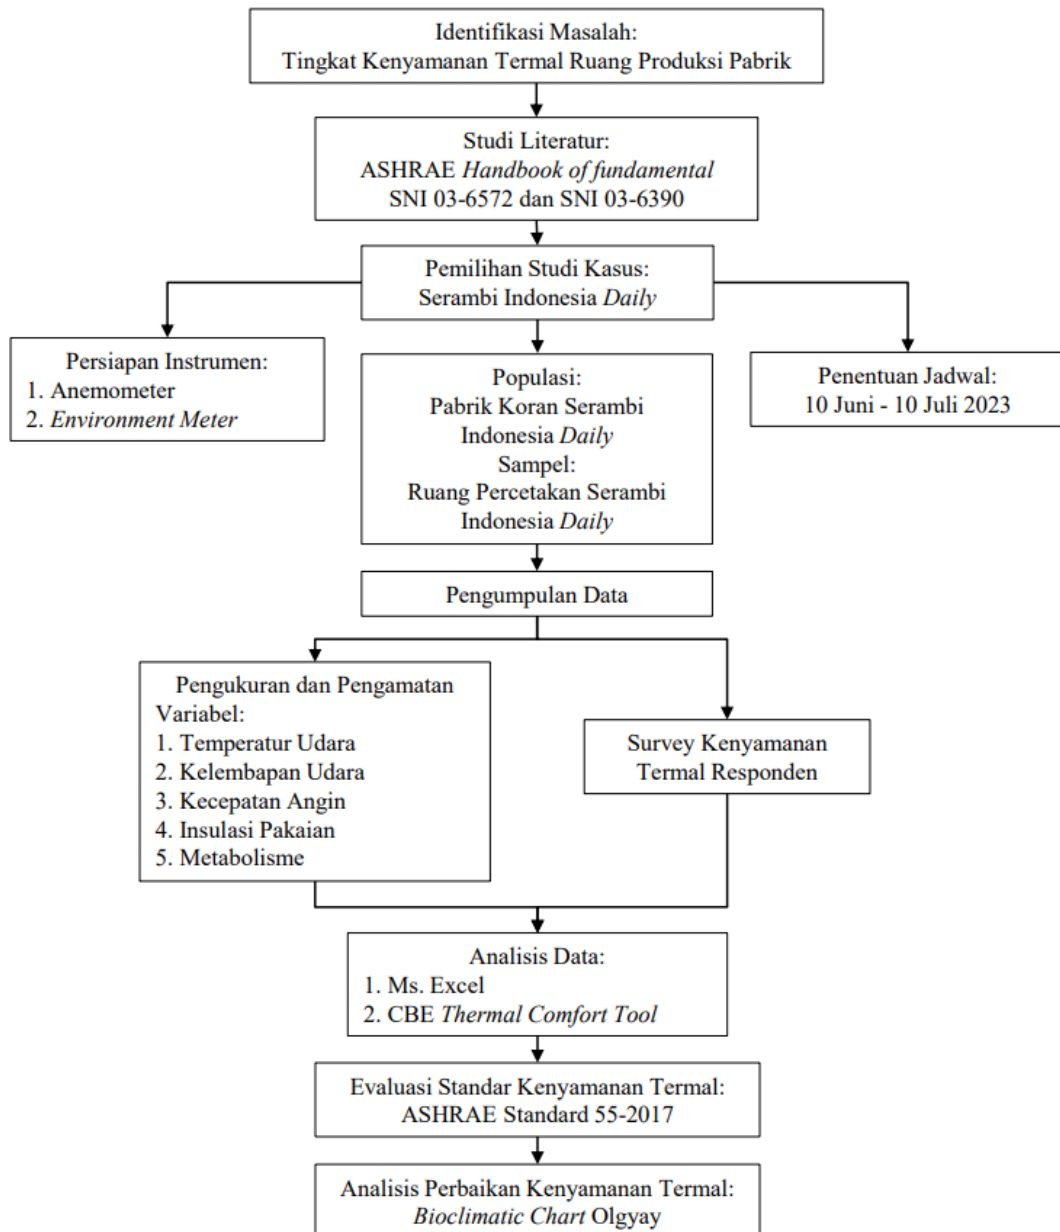 Identifikasi Masalah:
Tingkat Kenyamanan Termal Ruang Produksi Pabrik
Studi Literatur:
ASHRAE Handbook of fundamental
SNI 03-6572 dan SNI 03-6390
Pemilihan Studi Kasus:
Serambi Indonesia Daily
Persiapan Instrumen:
1. Anemometer
2. Environment Meter
Populasi:
Pabrik Koran Serambi
Indonesia Daily
Sampel:
Ruang Percetakan Serambi
Indonesia Daily
Penentuan Jadwal:
10 Juni - 10 Juli 2023
Pengumpulan Data
Pengukuran dan Pengamatan
Variabel:
1. Temperatur Udara
2. Kelembapan Udara
3. Kecepatan Angin
4. Insulasi Pakaian
5. Metabolisme
Survey Kenyamanan
Termal Responden
Analisis Data:
1. Ms. Excel
2. CBE Thermal Comfort Tool
Evaluasi Standar Kenyamanan Termal:
ASHRAE Standard 55-2017
Analisis Perbaikan Kenyamanan Termal:
Bioclimatic Chart Olgyay